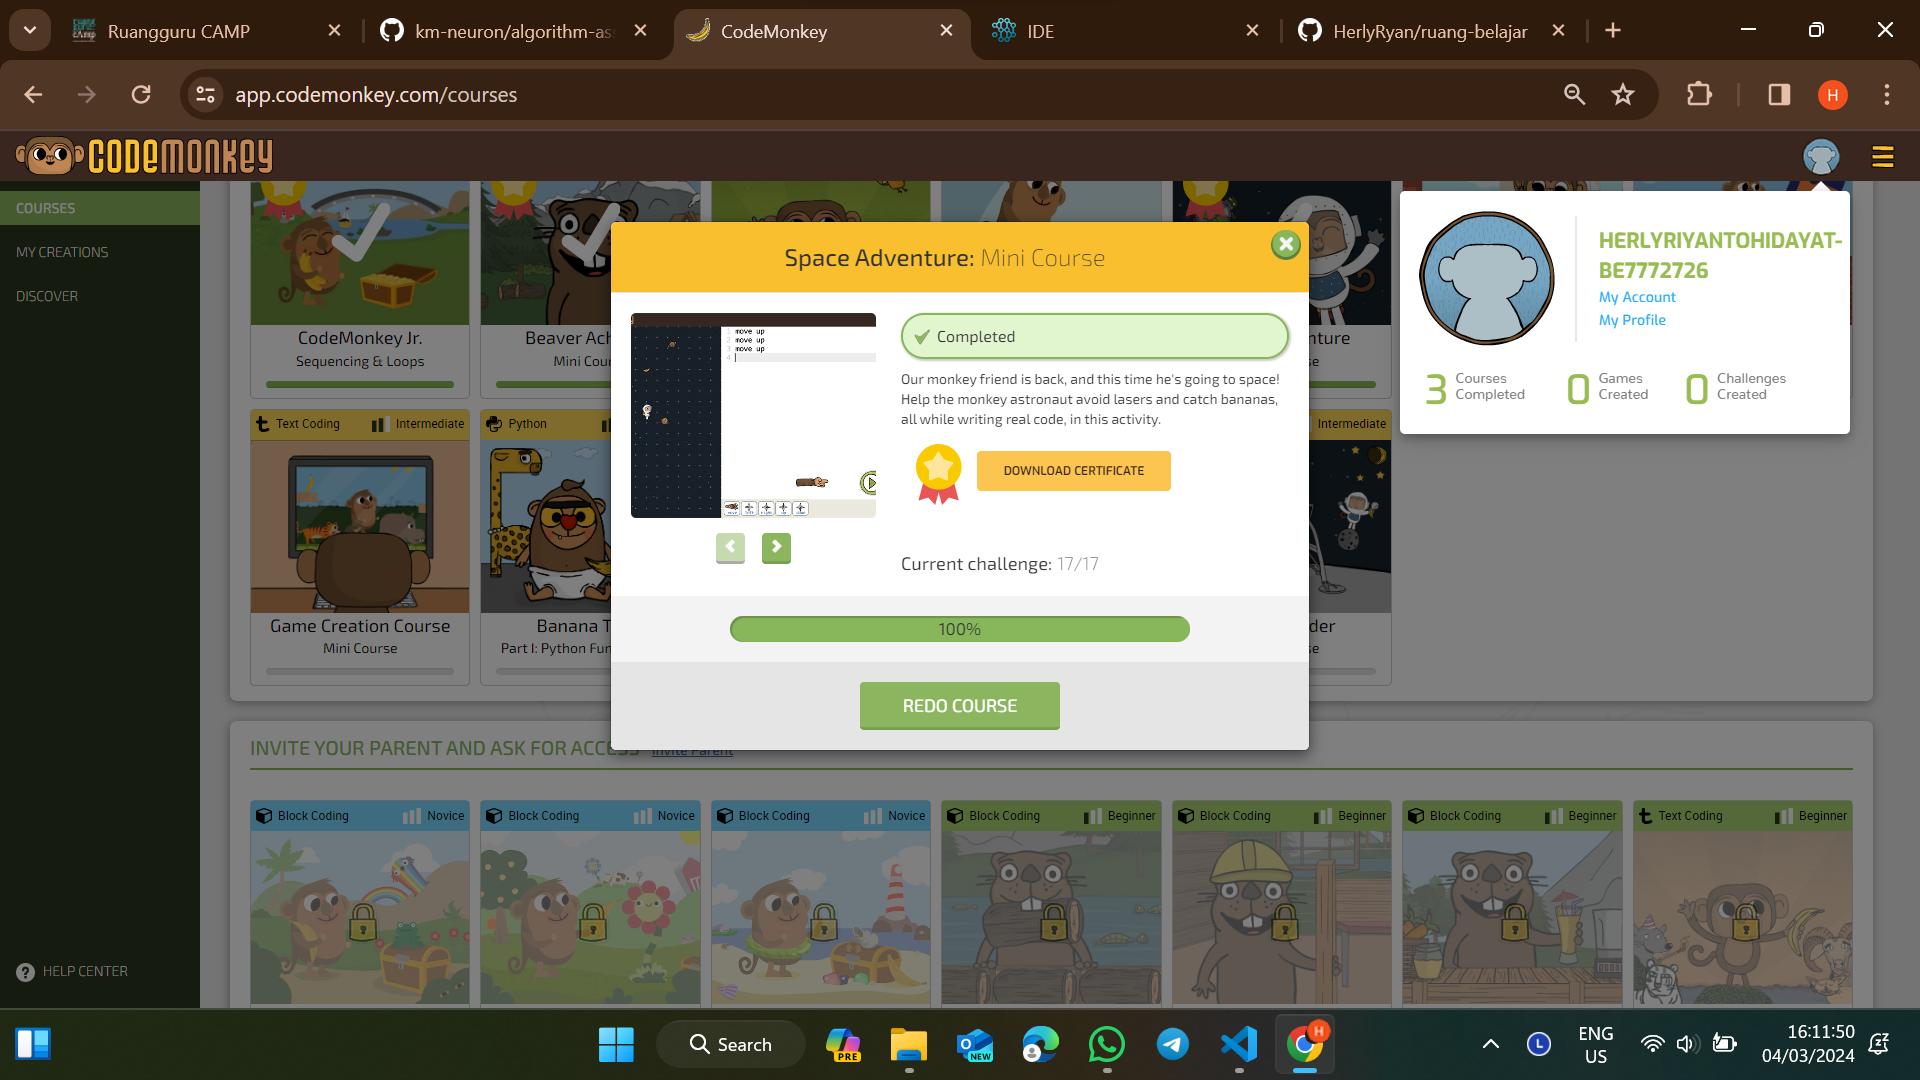 Ruangguru CAMP
km-neuron/algorithm-as
CodeMonkey
IDE
HerlyRyan/ruang-belajar
app.codemonkey.com/courses
H
CODEMONKEY
COURSES
MY CREATIONS
DISCOVER
HELP CENTER
HERLYRIYANTOHIDAYAT-
BE7772726
My Account
My Profile
3 Courses Completed
0 Games Created
0 Challenges Created
CodeMonkey Jr.
Sequencing & Loops
Beaver Ach
Mini Cour
nture
Text Coding
Intermediate
Python
Intermediate
Game Creation Course
Mini Course
Banana T
Part I: Python Fun
der
Space Adventure: Mini Course
move up
move up
move up
Completed
Our monkey friend is back, and this time he's going to space!
Help the monkey astronaut avoid lasers and catch bananas,
all while writing real code, in this activity.
DOWNLOAD CERTIFICATE
Current challenge: 17/17
100%
REDO COURSE
INVITE YOUR PARENT AND ASK FOR ACCESS Invite Parent
Block Coding Novice
Block Coding Novice
Block Coding Novice
Block Coding Beginner
Block Coding Beginner
Block Coding Beginner
Text Coding Beginner
Search
PRE
NEW
H
L
ENG
US
16:11:50
04/03/2024